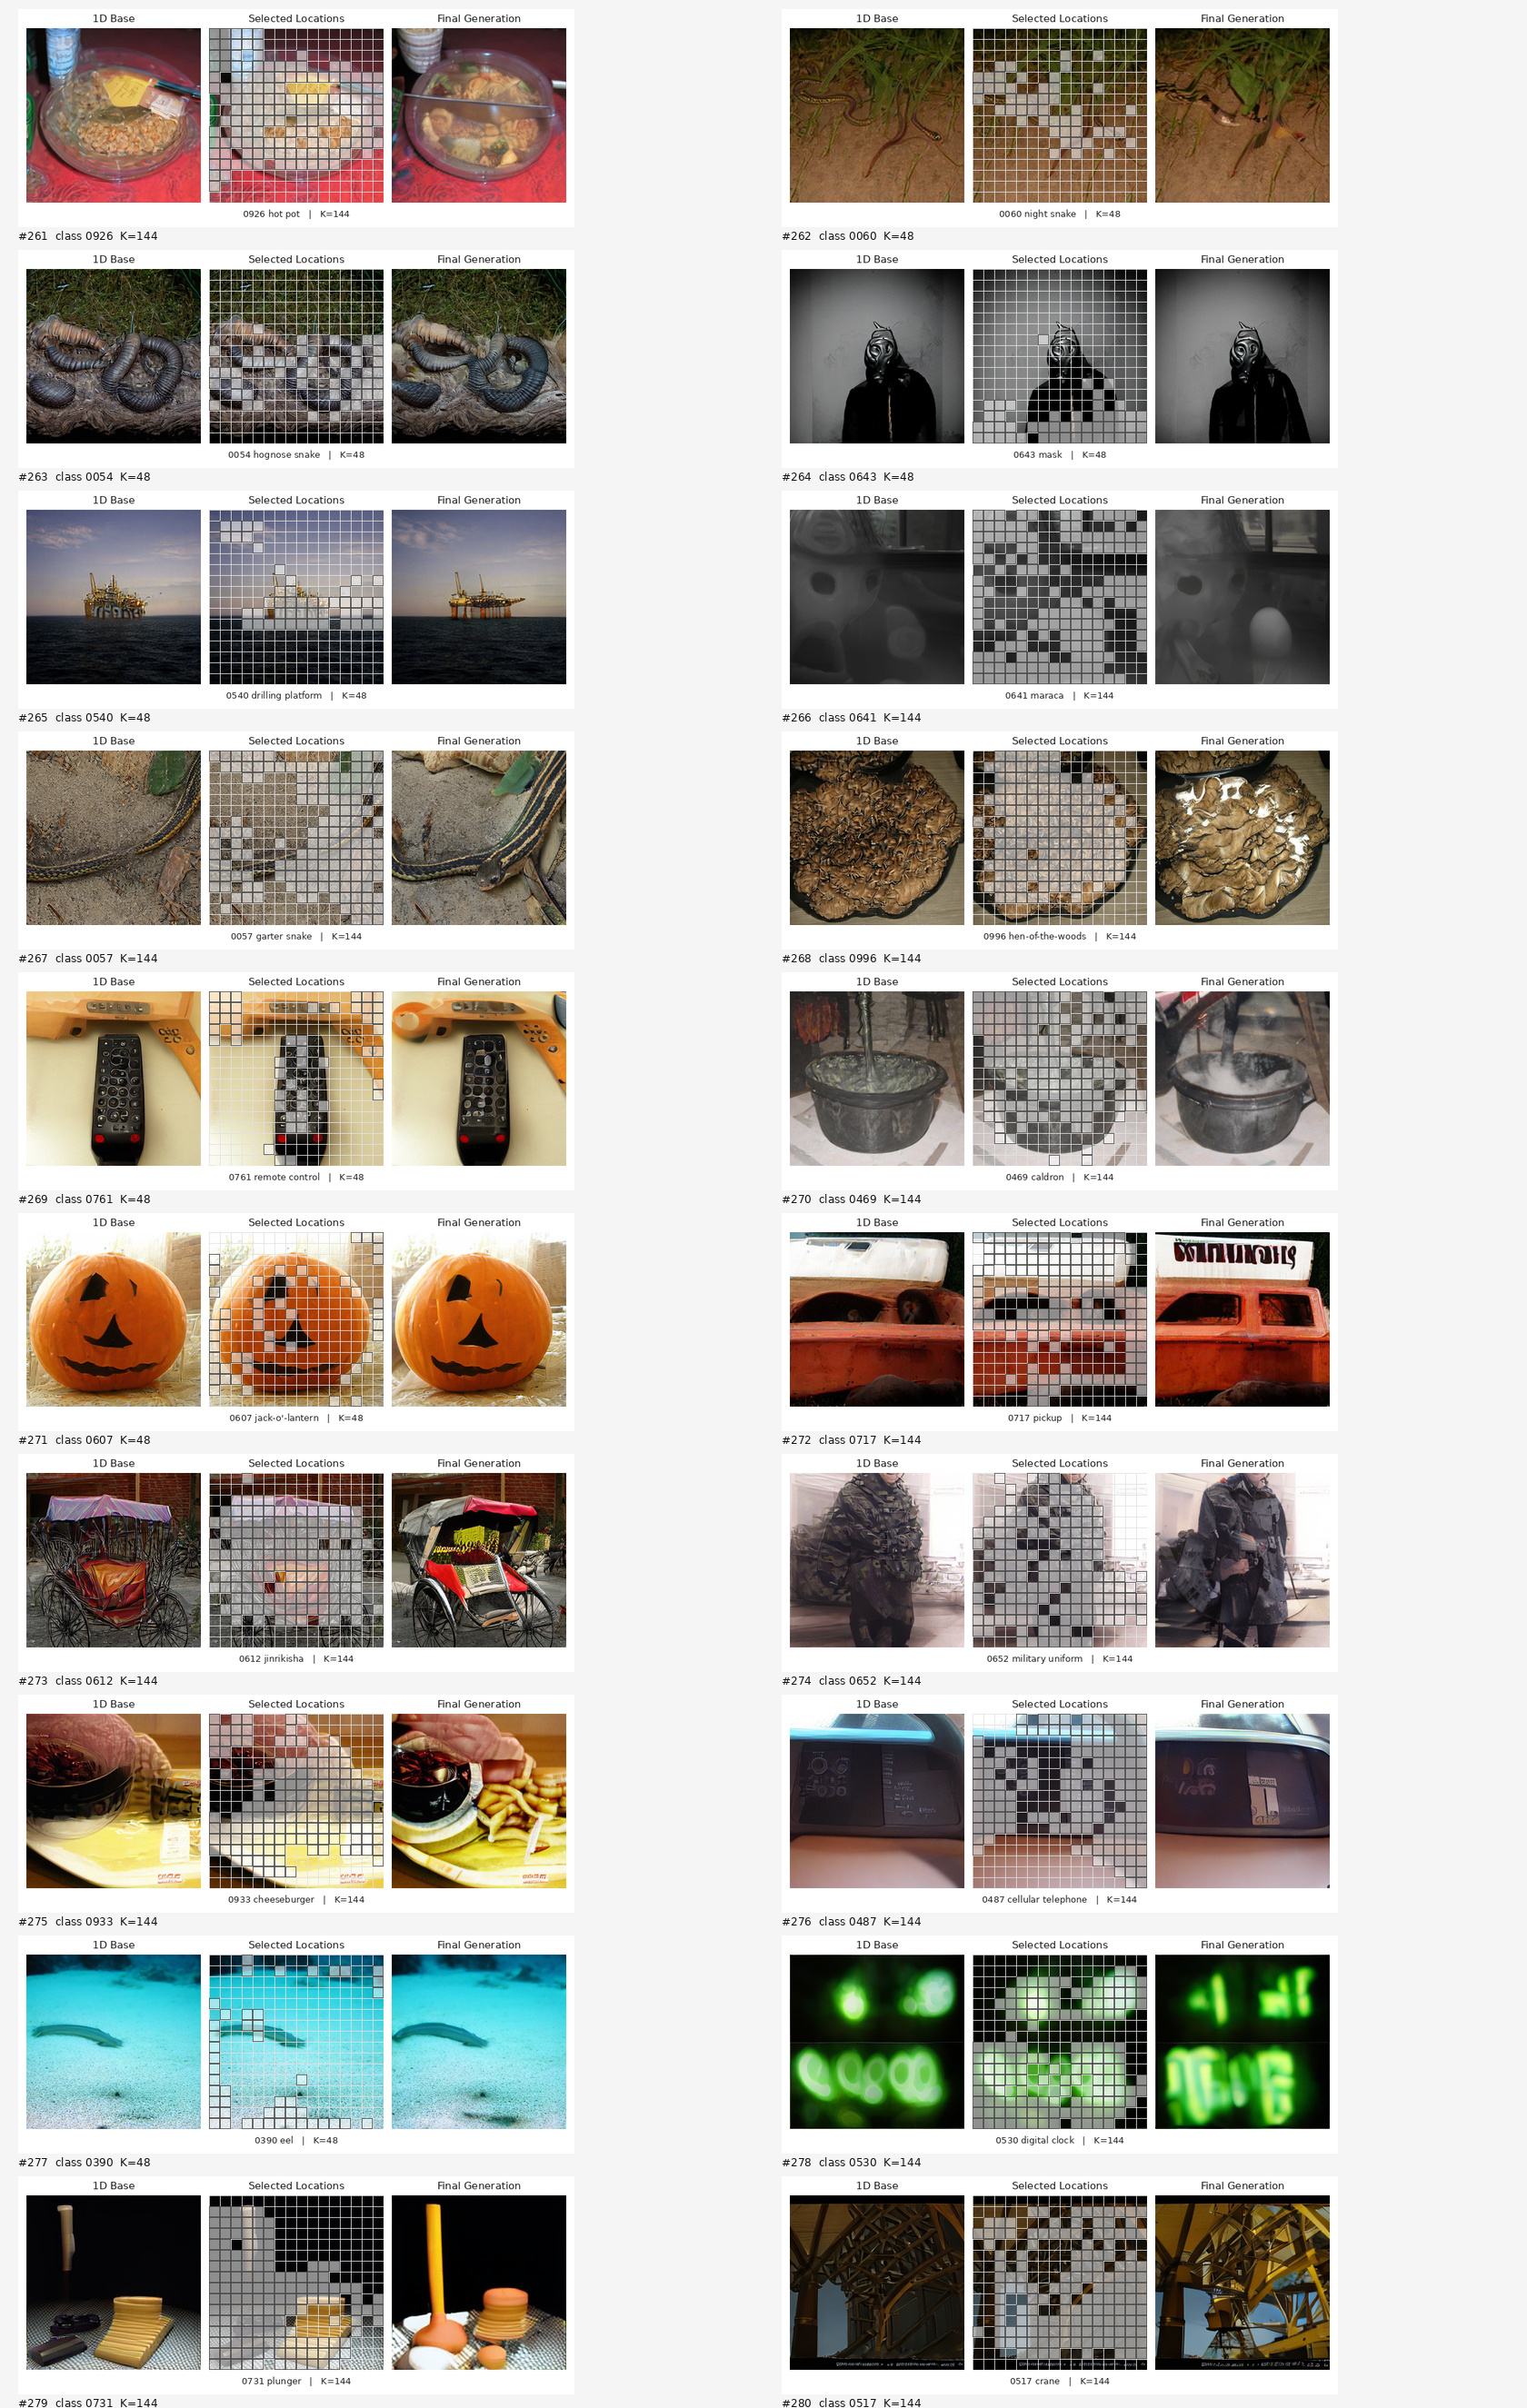 1D Base Selected Locations Final Generation
0926 hot pot | K=144
#261 class 0926 K=144
1D Base Selected Locations Final Generation
0060 night snake | K=48
#262 class 0060 K=48
1D Base Selected Locations Final Generation
0054 hognose snake | K=48
#263 class 0054 K=48
1D Base Selected Locations Final Generation
0643 mask | K=48
#264 class 0643 K=48
1D Base Selected Locations Final Generation
0540 drilling platform | K=48
#265 class 0540 K=48
1D Base Selected Locations Final Generation
0641 maraca | K=144
#266 class 0641 K=144
1D Base Selected Locations Final Generation
0057 garter snake | K=144
#267 class 0057 K=144
1D Base Selected Locations Final Generation
0996 hen-of-the-woods | K=144
#268 class 0996 K=144
1D Base Selected Locations Final Generation
0761 remote control | K=48
#269 class 0761 K=48
1D Base Selected Locations Final Generation
0469 caldron | K=144
#270 class 0469 K=144
1D Base Selected Locations Final Generation
0607 jack-o'-lantern | K=48
#271 class 0607 K=48
1D Base Selected Locations Final Generation
0717 pickup | K=144
#272 class 0717 K=144
1D Base Selected Locations Final Generation
0612 jinrikisha | K=144
#273 class 0612 K=144
1D Base Selected Locations Final Generation
0652 military uniform | K=144
#274 class 0652 K=144
1D Base Selected Locations Final Generation
0933 cheeseburger | K=144
#275 class 0933 K=144
1D Base Selected Locations Final Generation
0487 cellular telephone | K=144
#276 class 0487 K=144
1D Base Selected Locations Final Generation
0390 eel | K=48
#277 class 0390 K=48
1D Base Selected Locations Final Generation
0530 digital clock | K=144
#278 class 0530 K=144
1D Base Selected Locations Final Generation
0731 plunger | K=144
#279 class 0731 K=144
1D Base Selected Locations Final Generation
0517 crane | K=144
#280 class 0517 K=144